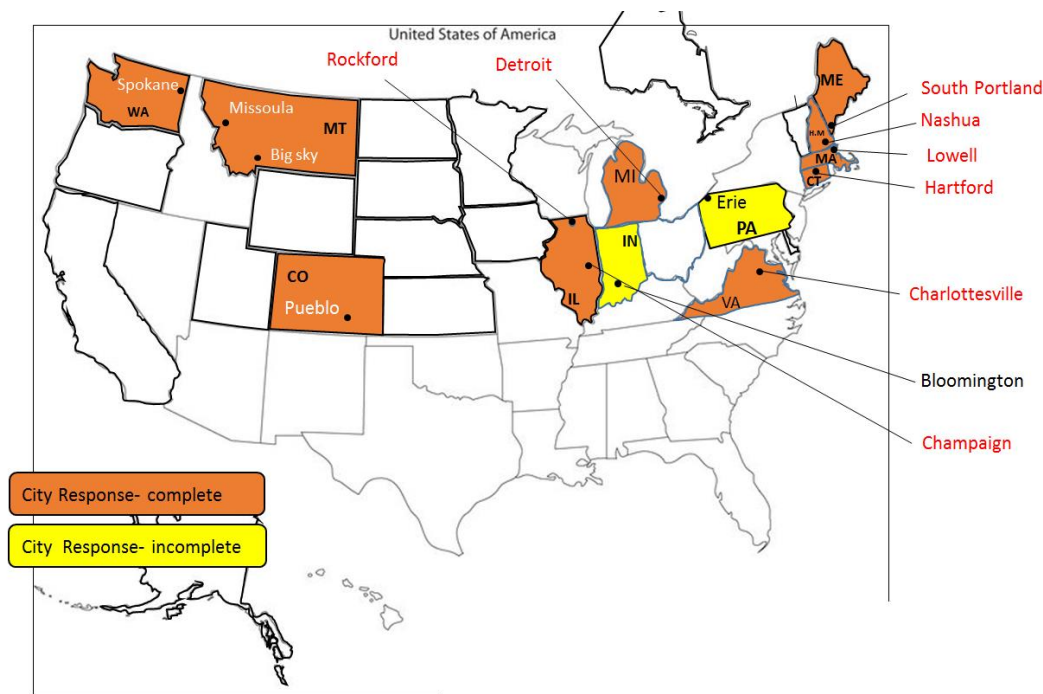 United States of America
Rockford
Detroit
ME
Spokane
South Portland
WA
Missoula
MT
H.M
Nashua
Big sky
MA
Lowell
MI
CT
Hartford
Erie
PA
IN
CO
Pueblo
IL
VA
Charlottesville
Bloomington
Champaign
City Response- complete
City Response- incomplete